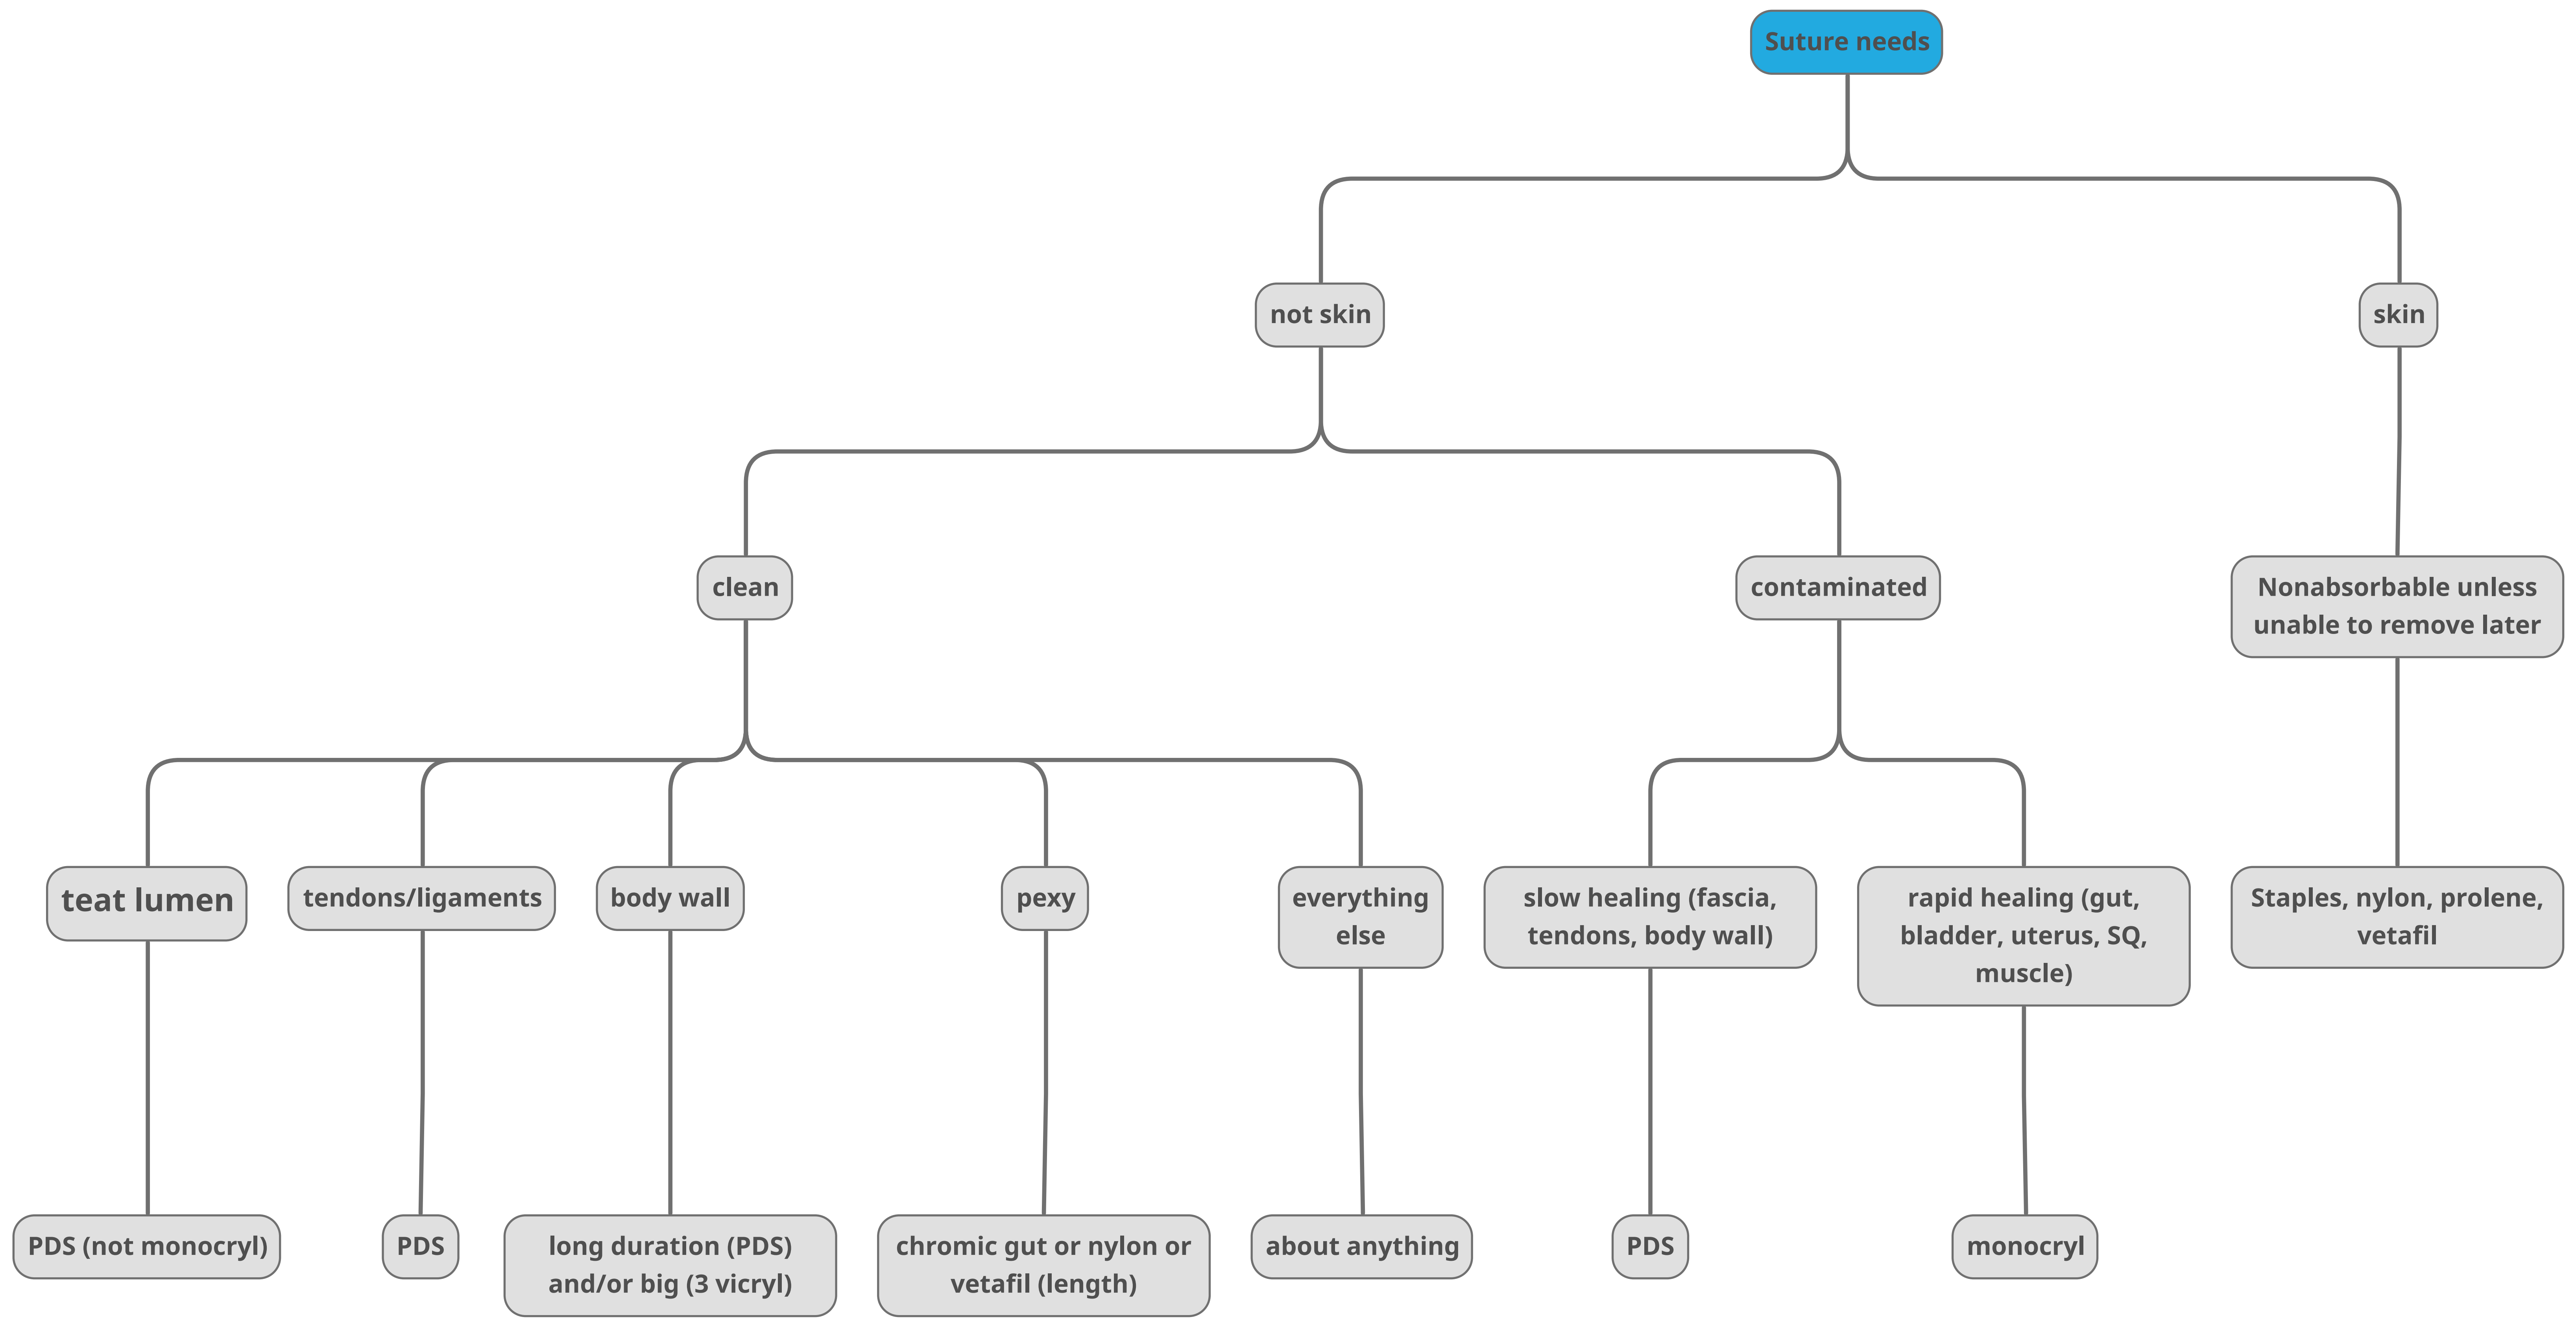 Suture needs
not skin
skin
clean
contaminated
Nonabsorbable unless
unable to remove later
teat lumen
tendons/ligaments
body wall
pexy
everything
else
slow healing (fascia,
tendons, body wall)
rapid healing (gut,
bladder, uterus, SQ,
muscle)
Staples, nylon, prolene,
vetafil
PDS (not monocryl)
PDS
long duration (PDS)
and/or big (3 vicryl)
chromic gut or nylon or
vetafil (length)
about anything
PDS
monocryl